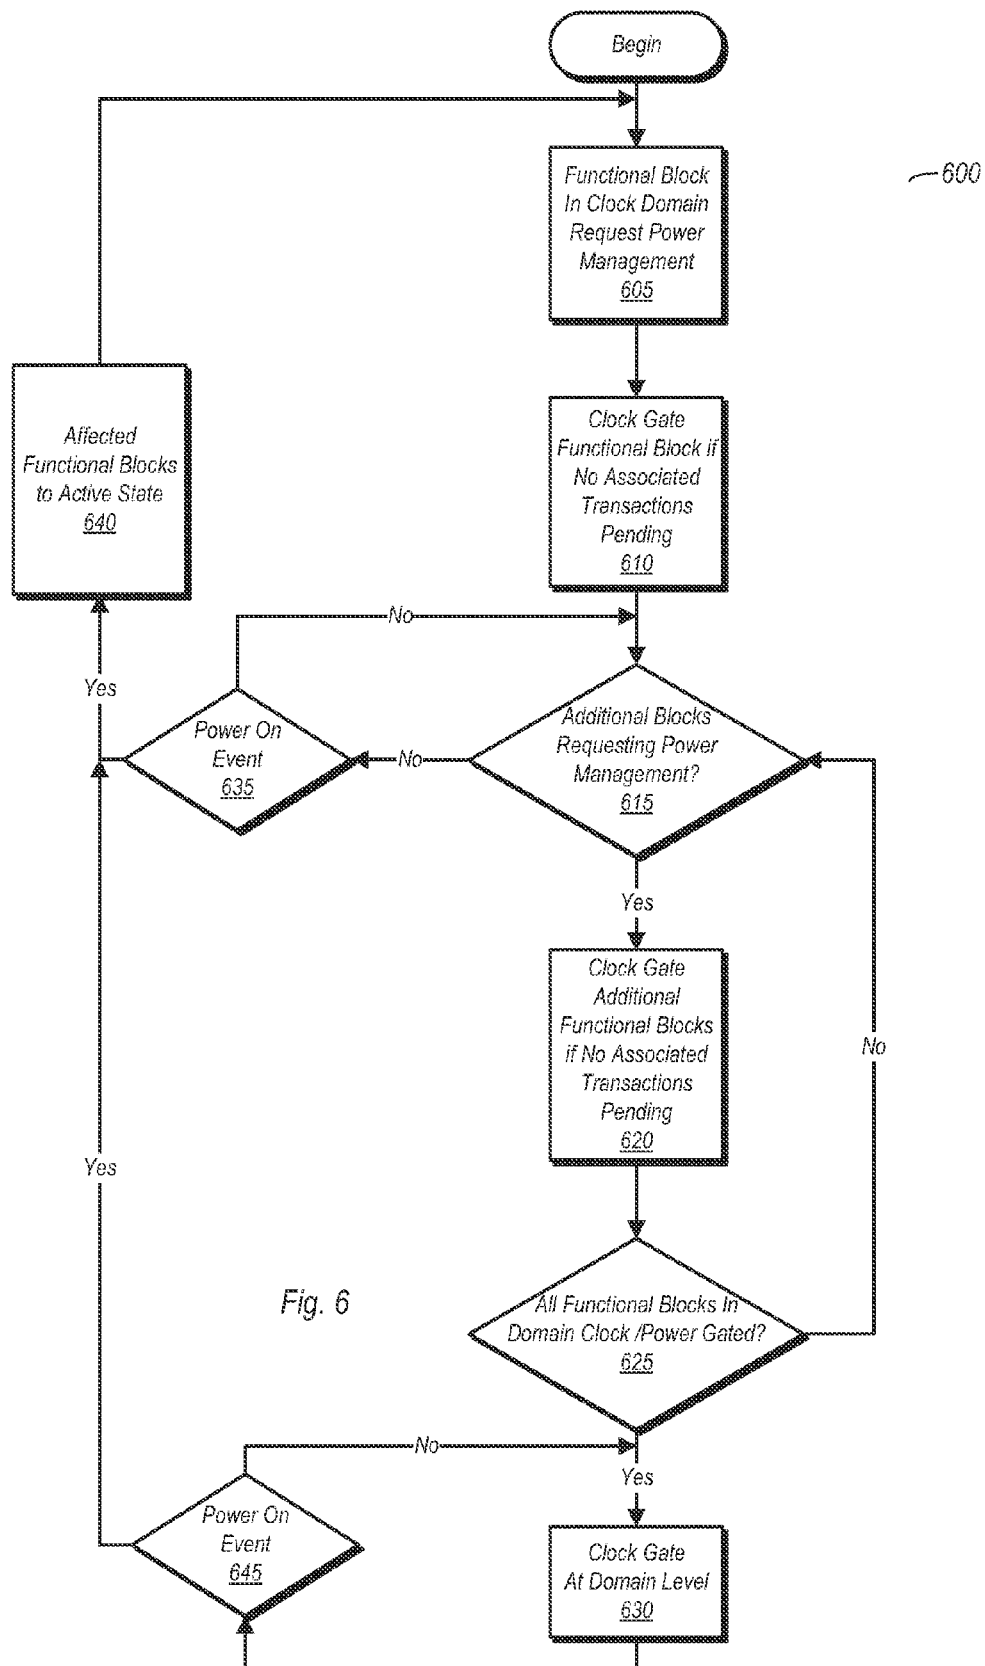 Begin
600
Functional Block
In Clock Domain
Request Power
Management
605
Clock Gate
Functional Block if
No Associated
Transactions
Pending
610
Affected
Functional Blocks
to Active State
640
No
Yes
Power On
Event
635
No
Additional Blocks
Requesting Power
Management?
615
Yes
Clock Gate
Additional
Functional Blocks
if No Associated
Transactions
Pending
620
No
Yes
Fig. 6
All Functional Blocks In
Domain Clock /Power Gated?
625
No
Yes
Power On
Event
645
Clock Gate
At Domain Level
630